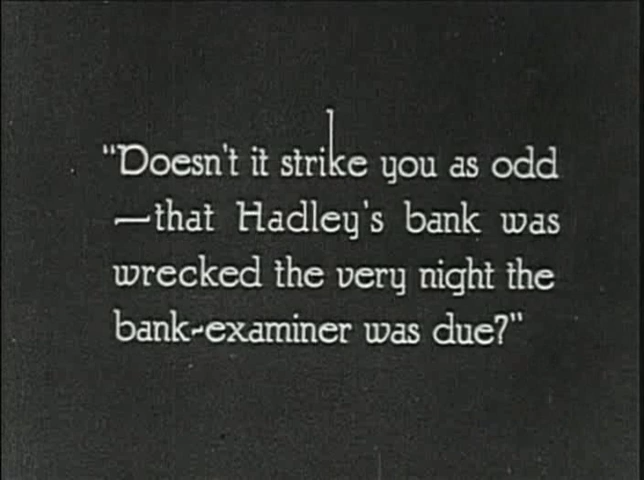 "Doesn't it strike you as odd
—that Hadley's bank was
wrecked the very night the
bank-examiner was due?"